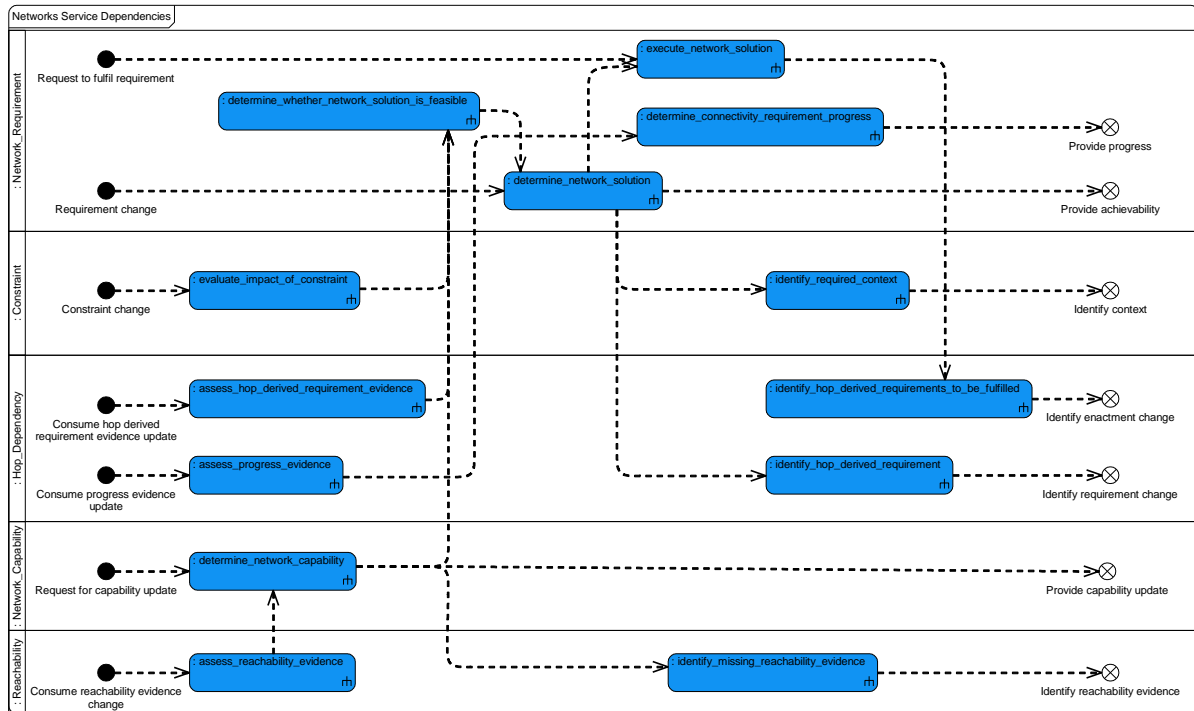 Networks Service Dependencies
: Network_Requirement
Request to fulfil requirement
: execute_network_solution
: determine_whether_network_solution_is_feasible
: determine_connectivity_requirement_progress
Provide progress
Requirement change
: determine_network_solution
Provide achievability
: Constraint
Constraint change
: evaluate_impact_of_constraint
: identify_required_context
Identify context
: Hop_Dependency
Consume hop derived
requirement evidence update
: assess_hop_derived_requirement_evidence
: identify_hop_derived_requirements_to_be_fulfilled
Identify enactment change
Consume progress evidence
update
: assess_progress_evidence
: identify_hop_derived_requirement
Identify requirement change
: Network_Capability
Request for capability update
: determine_network_capability
Provide capability update
: Reachability
Consume reachability evidence
change
: assess_reachability_evidence
: identify_missing_reachability_evidence
Identify reachability evidence